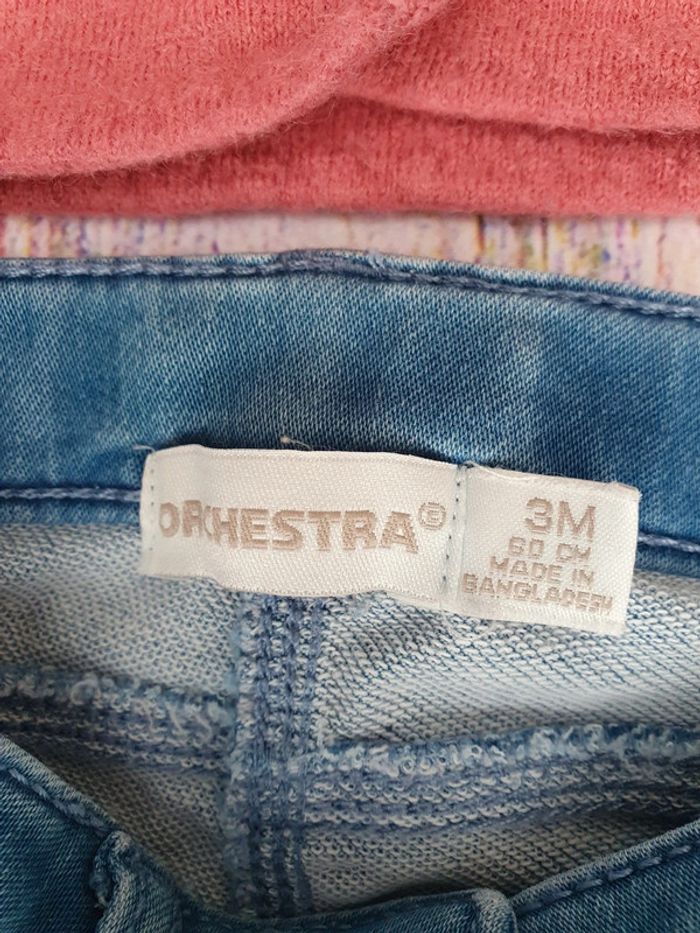 ORCHESTRA®
3M
60 CM
MADE IN
BANGLADESH